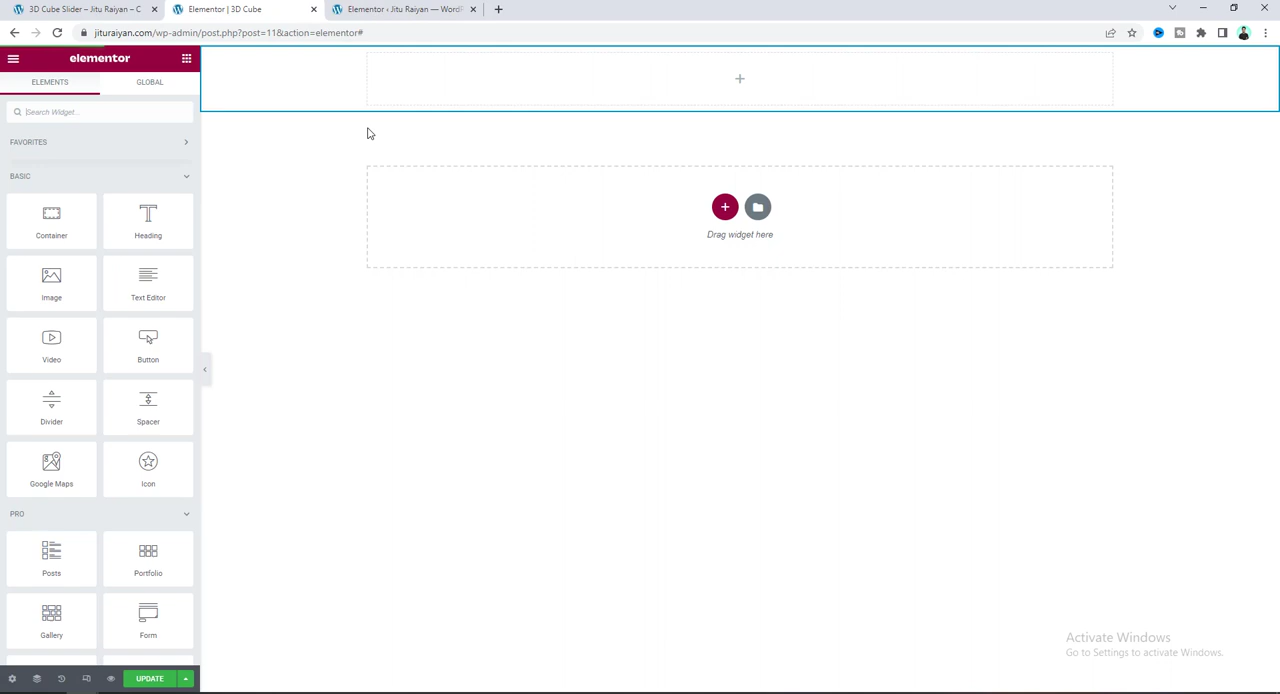 3D Cube Slider – Jitu Raiyan – C
Elementor | 3D Cube
Elementor ‹ Jitu Raiyan — WordP
jituraiyan.com/wp-admin/post.php?post=11&action=elementor#
elementor
ELEMENTS
GLOBAL
Search Widget...
FAVORITES
BASIC
Container
Heading
Image
Text Editor
Video
Button
Divider
Spacer
Google Maps
Icon
PRO
Posts
Portfolio
Gallery
Form
UPDATE
Drag widget here
Activate Windows
Go to Settings to activate Windows.